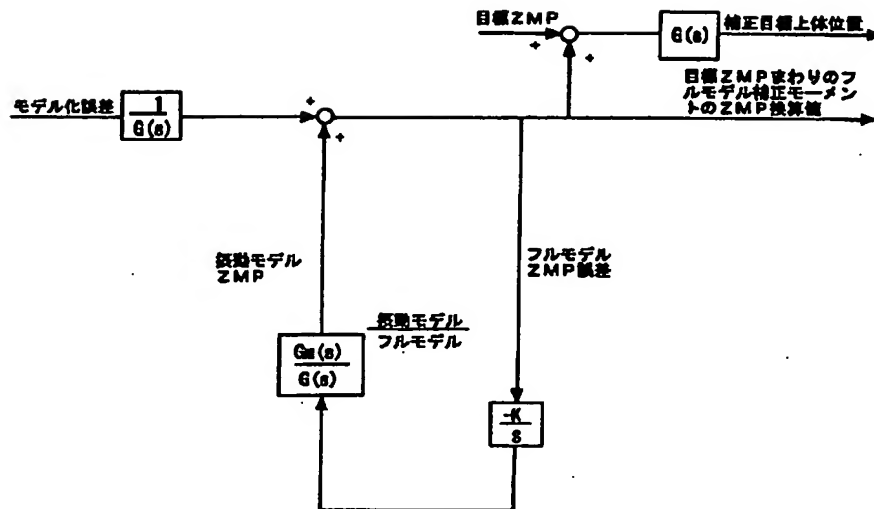 目標ZMP
+
+
G(s)
補正目標上体位置
目標ZMPまわりのフ
ルモデル補正モーメン
トのZMP換算値
モデル化誤差
1
G(s)
+
+
摂動モデル
ZMP
フルモデル
ZMP誤差
摂動モデル
フルモデル
Gs(s)
G(s)
-K
S